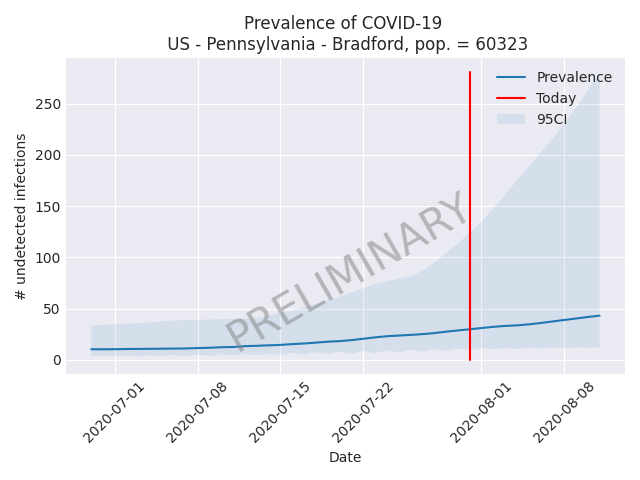 Prevalence of COVID-19
US - Pennsylvania - Bradford, pop. = 60323
Prevalence
Today
95CI
PRELIMINARY
# undetected infections
250
200
150
100
50
0
2020-07-01
2020-07-08
2020-07-15
2020-07-22
2020-08-01
2020-08-08
Date